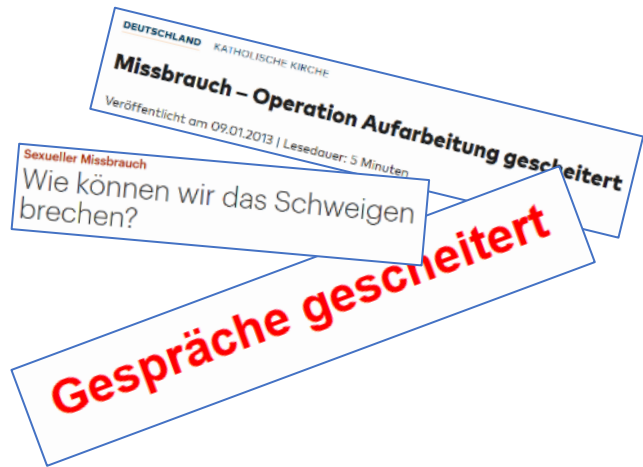 DEUTSCHLAND KATHOLISCHE KIRCHE
Missbrauch – Operation Aufarbeitung gescheitert
Veröffentlicht am 09.01.2013 | Lesedauer: 5 Minuten
Sexueller Missbrauch
Wie können wir das Schweigen
brechen?
Gespräche gescheitert